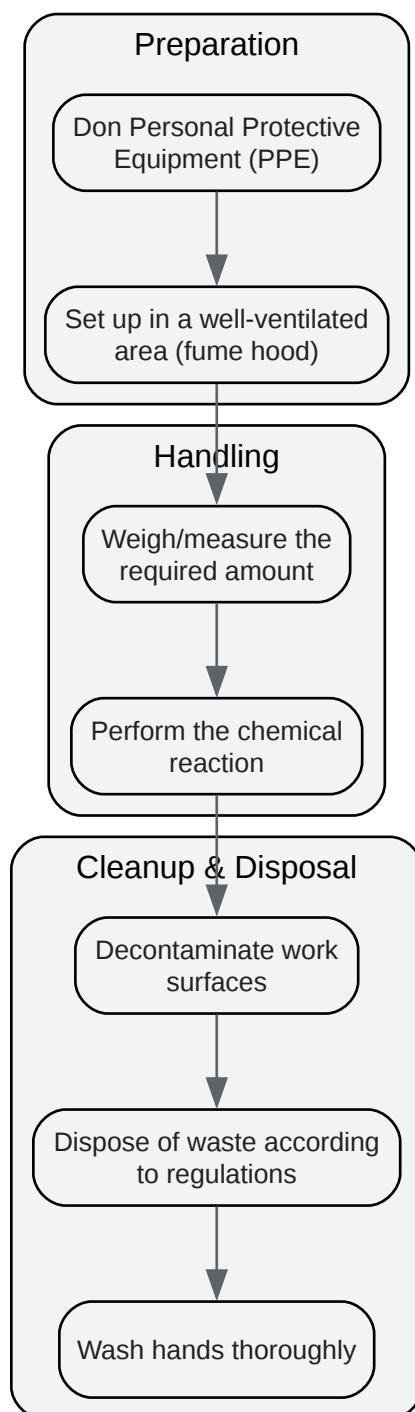 Preparation
Don Personal Protective
Equipment (PPE)
Set up in a well-ventilated
area (fume hood)
Handling
Weigh/measure the
required amount
Perform the chemical
reaction
Cleanup & Disposal
Decontaminate work
surfaces
Dispose of waste according
to regulations
Wash hands thoroughly